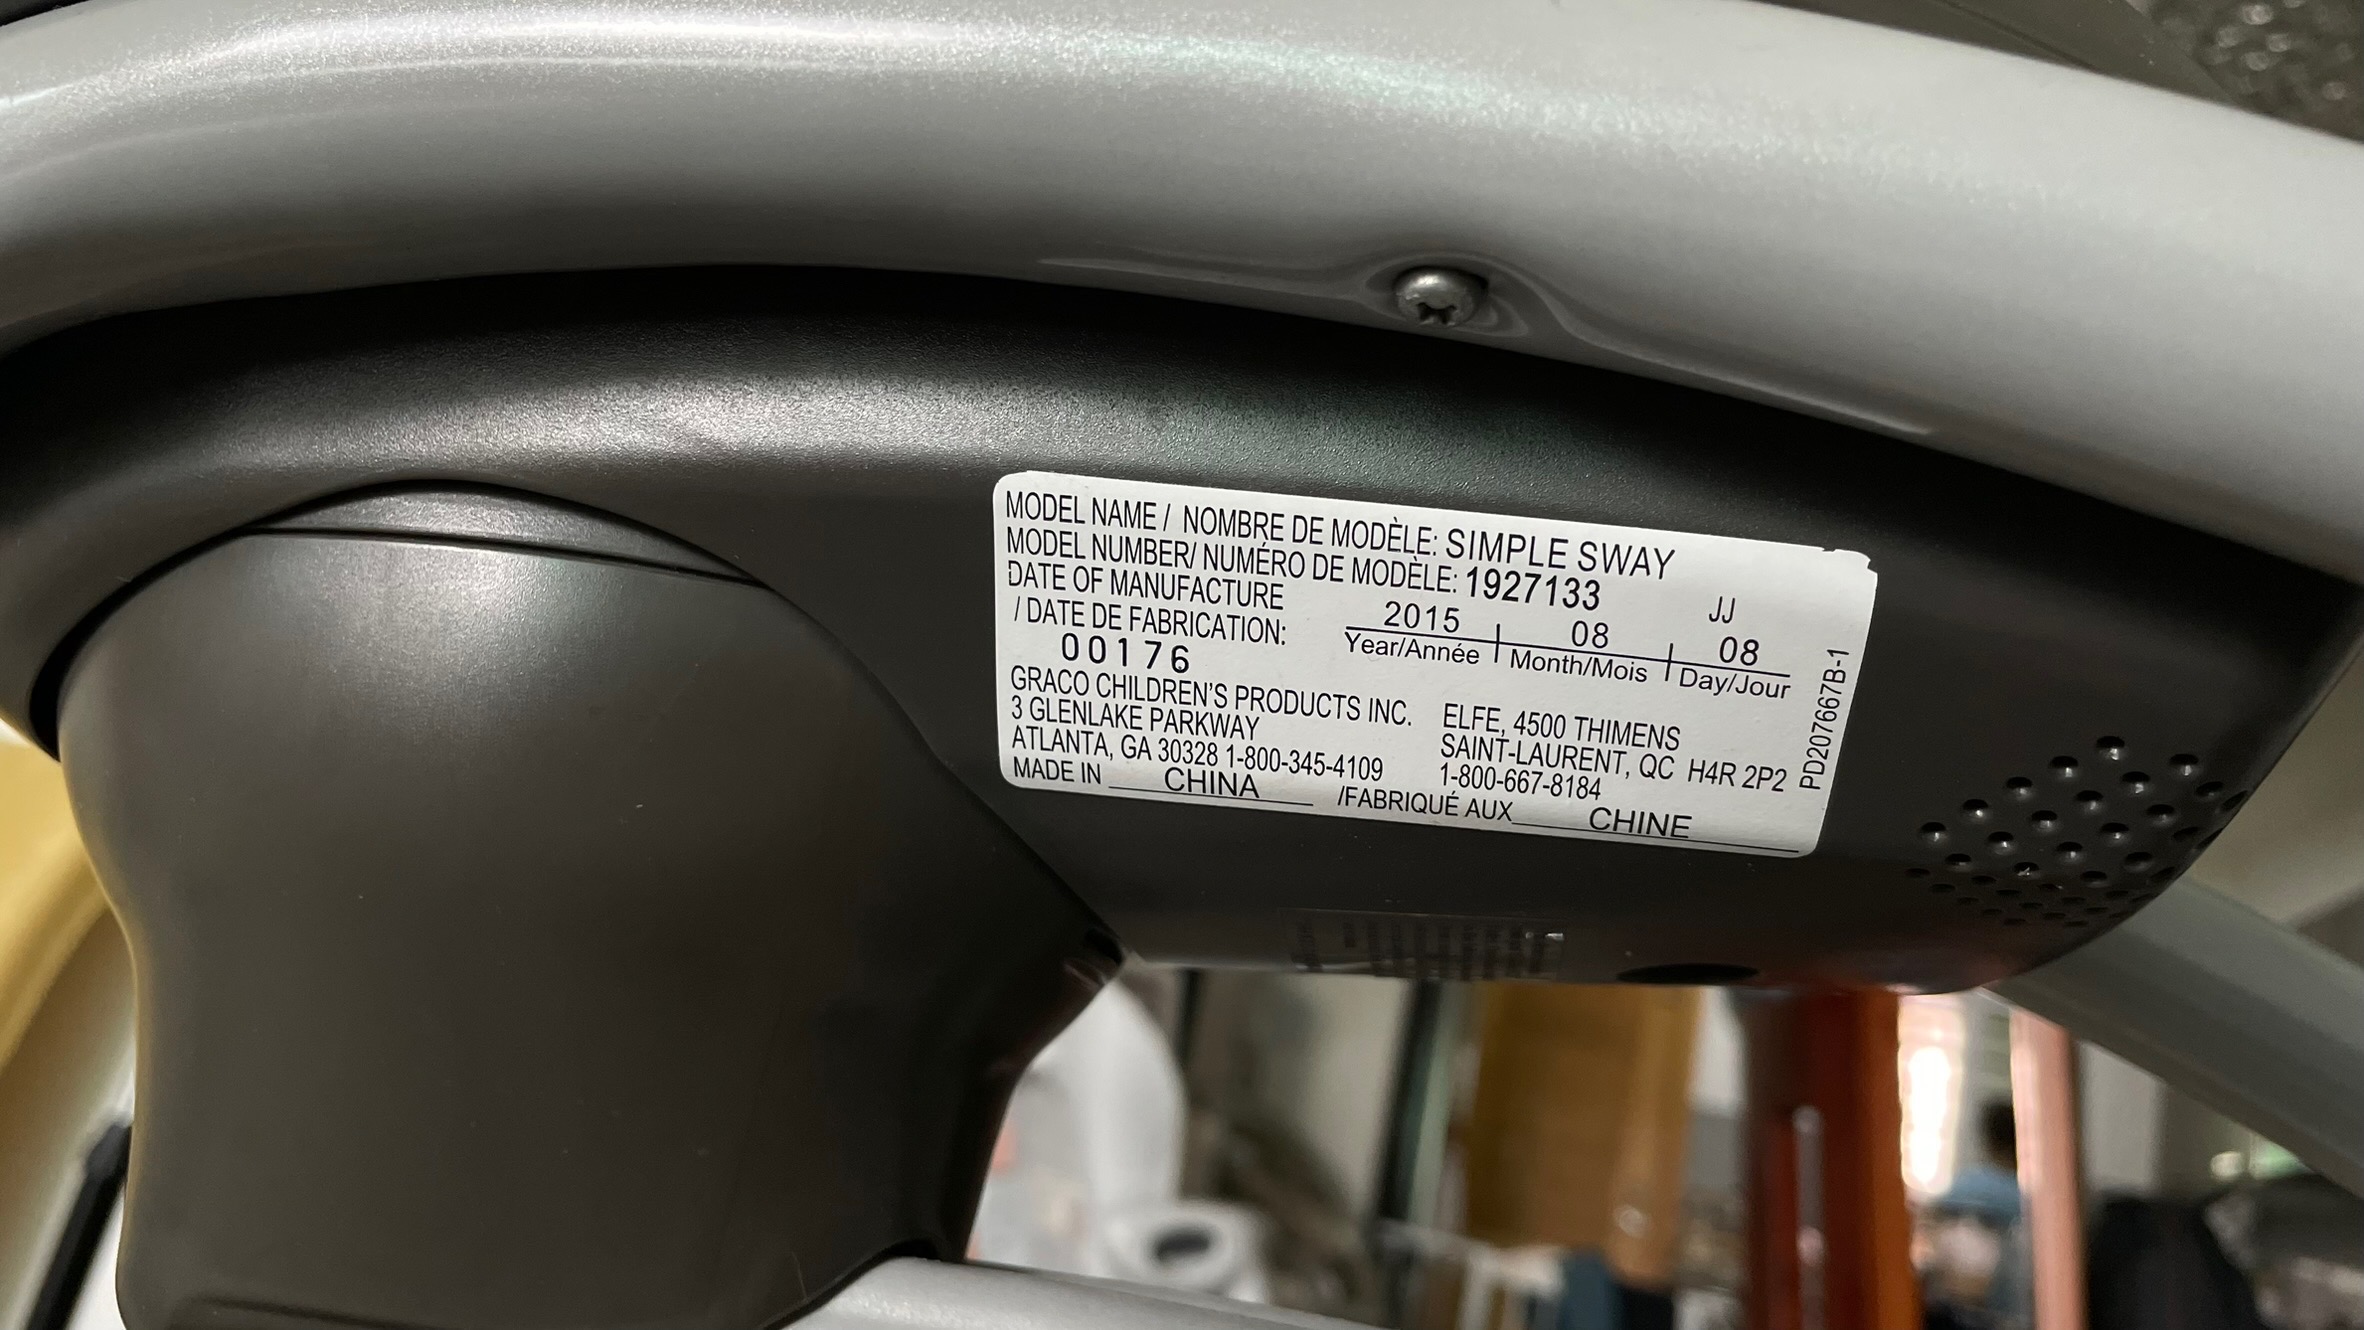 MODEL NAME / NOMBRE DE MODÈLE: SIMPLE SWAY
MODEL NUMBER/ NUMÉRO DE MODÈLE: 1927133
DATE OF MANUFACTURE
/ DATE DE FABRICATION:
JJ
2015 08 08
Year/Année Month/Mois Day/Jour
00176
GRACO CHILDREN'S PRODUCTS INC.
3 GLENLAKE PARKWAY
ATLANTA, GA 30328 1-800-345-4109
ELFE, 4500 THIMENS
SAINT-LAURENT, QC H4R 2P2
1-800-667-8184
MADE IN CHINA /FABRIQUÉ AUX CHINE
PD207667B-1